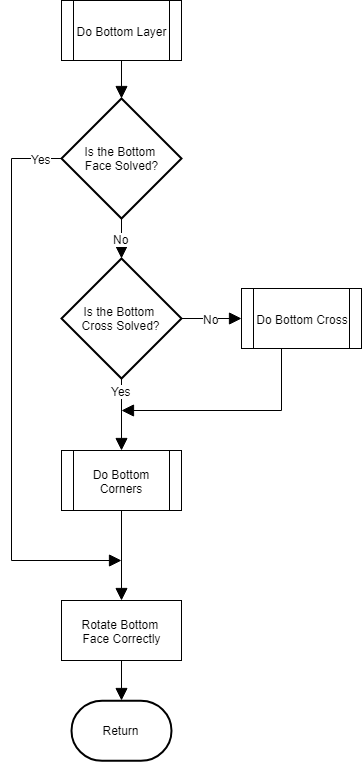 Do Bottom Layer
Is the Bottom
Face Solved?
Yes
No
Is the Bottom
Cross Solved?
No
Do Bottom Cross
Yes
Do Bottom
Corners
Rotate Bottom
Face Correctly
Return